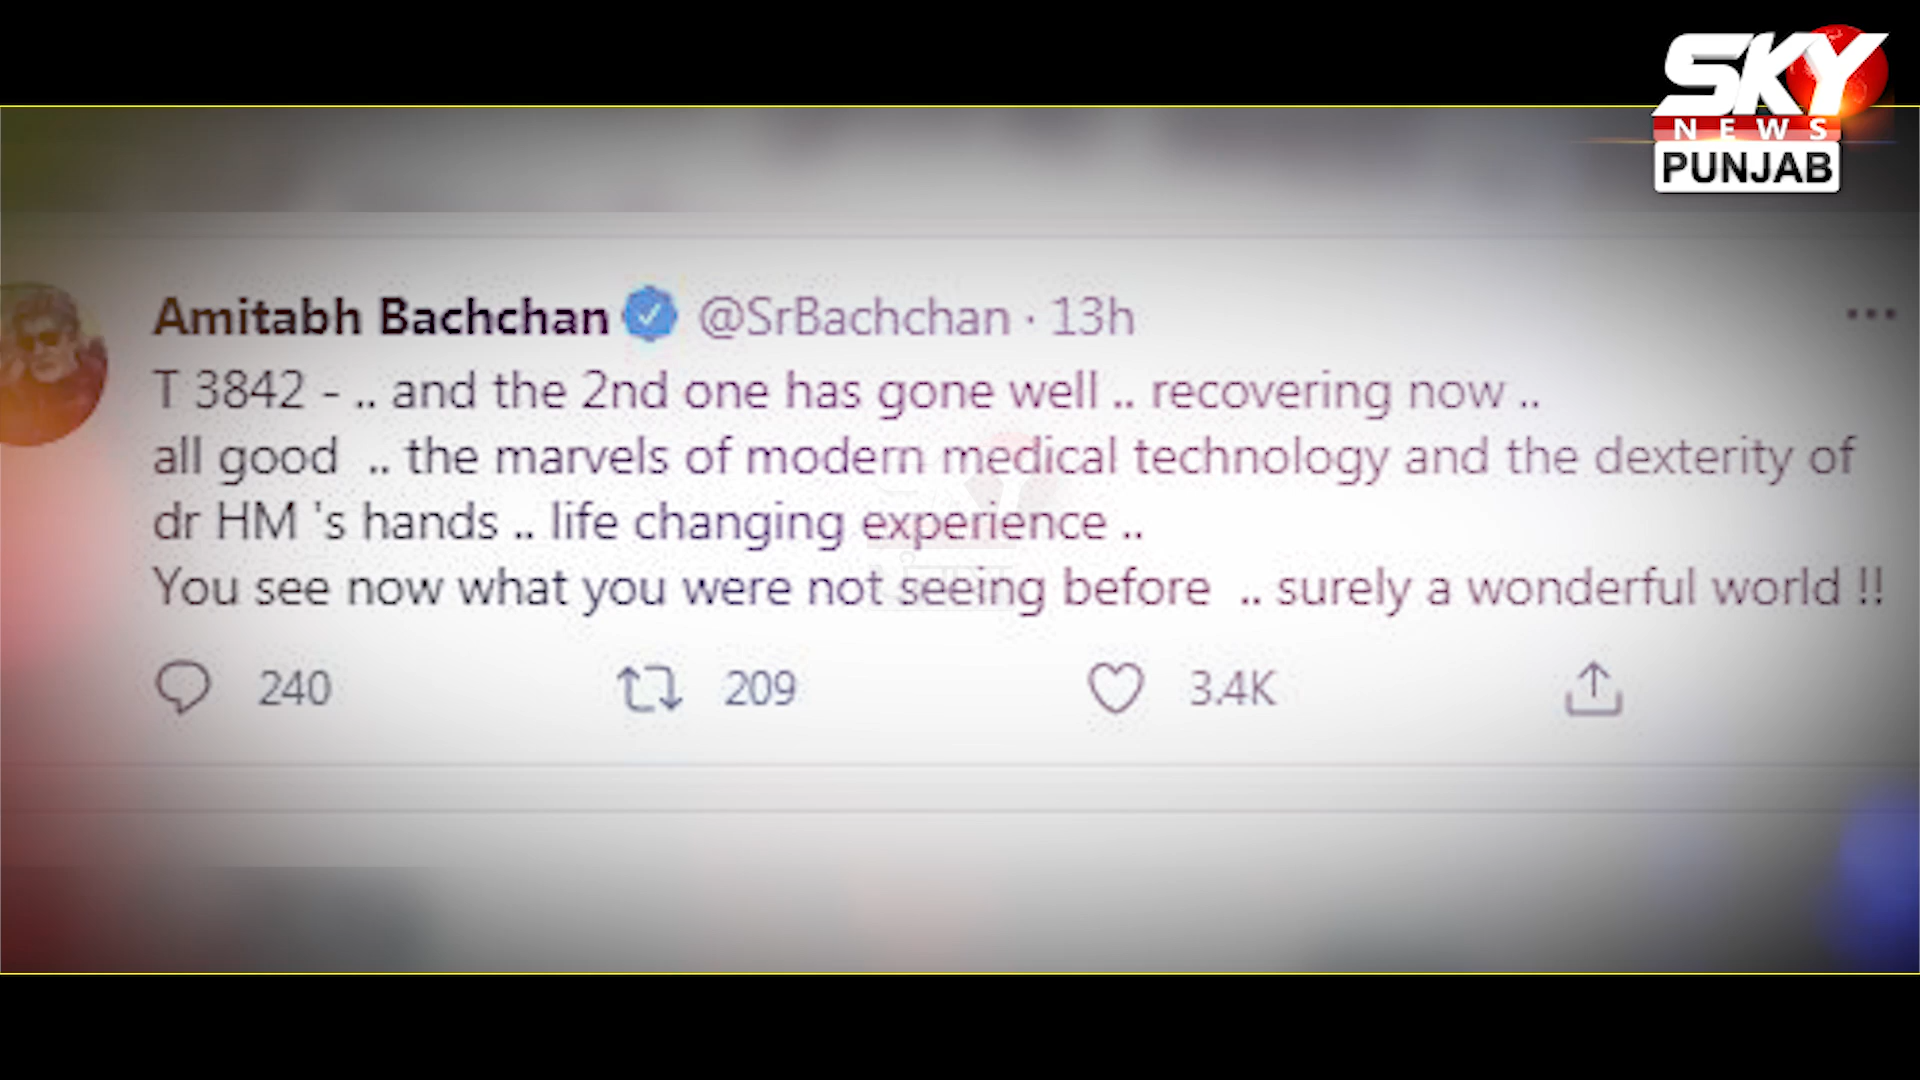 SKY
NEWS
PUNJAB
Amitabh Bachchan @SrBachchan · 13h
T 3842 - .. and the 2nd one has gone well .. recovering now ..
all good .. the marvels of modern medical technology and the dexterity of
dr HM 's hands .. life changing experience ..
You see now what you were not seeing before .. surely a wonderful world !!
240 209 3.4K